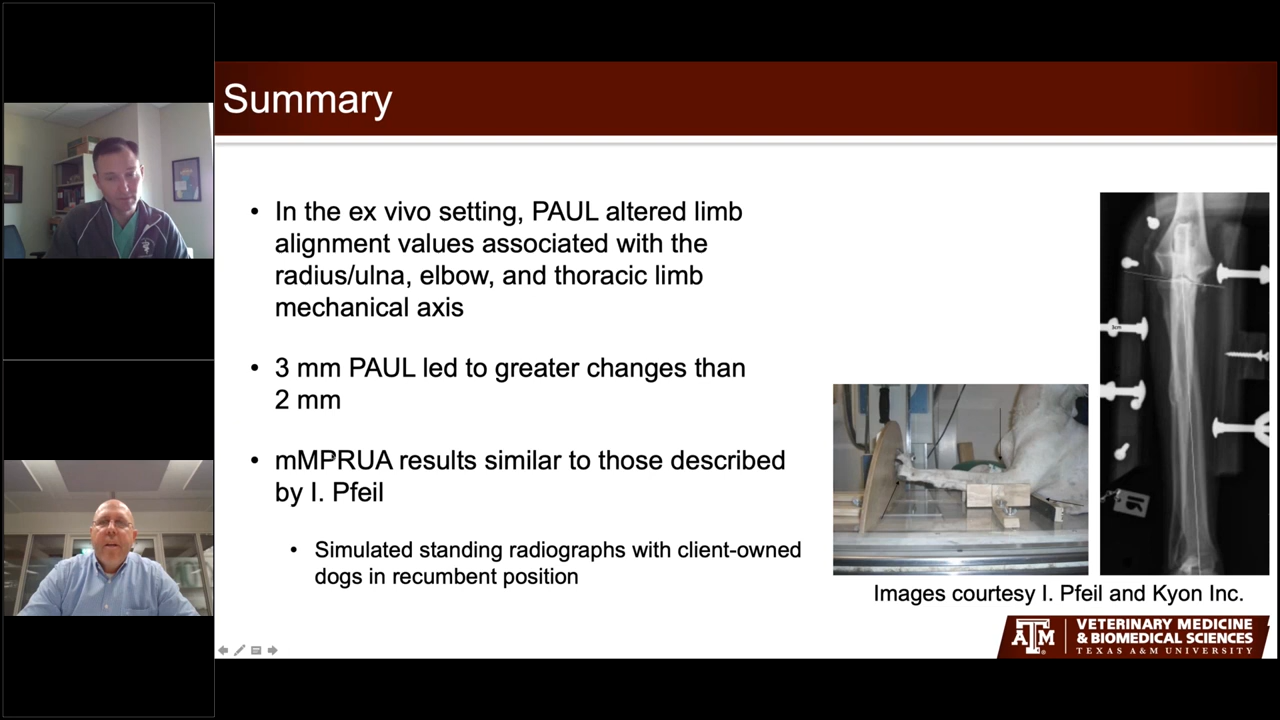 Summary
• In the ex vivo setting, PAUL altered limb
alignment values associated with the
radius/ulna, elbow, and thoracic limb
mechanical axis
• 3 mm PAUL led to greater changes than
2 mm
• mMPRUA results similar to those described
by I. Pfeil
• Simulated standing radiographs with client-owned
dogs in recumbent position
Images courtesy I. Pfeil and Kyon Inc.
ATM
VETERINARY MEDICINE
& BIOMEDICAL SCIENCES
TEXAS A&M UNIVERSITY